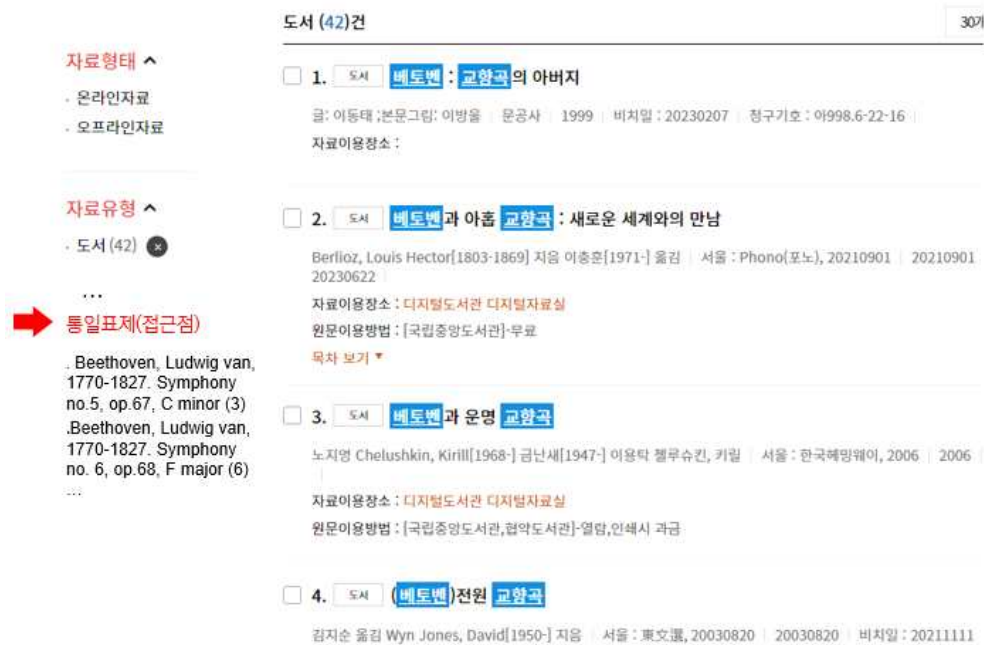 도서 (42)건
30개
자료형태
· 온라인자료
· 오프라인자료
자료유형
· 도서 (42)
...
통일표제(접근점)
. Beethoven, Ludwig van,
1770-1827. Symphony
no.5, op.67, C minor (3)
.Beethoven, Ludwig van,
1770-1827. Symphony
no. 6, op.68, F major (6)
...
1. 도서 베토벤 : 교향곡의 아버지
글: 이동태 ;본문그림: 이방울 문공사 1999 비치일 : 20230207 청구기호 : 아998.6-22-16
자료이용장소 :
2. 도서 베토벤과 아홉 교향곡 : 새로운 세계와의 만남
Berlioz, Louis Hector[1803-1869] 지음 이충훈[1971-] 옮김 서울 : Phono(포노), 20210901 20210901
20230622
자료이용장소 : 디지털도서관 디지털자료실
원문이용방법 : [국립중앙도서관]-무료
목차 보기 ▼
3. 도서 베토벤과 운명 교향곡
노지영 Chelushkin, Kirill[1968-] 금난새[1947-] 이용탁 첼루슈킨, 키릴 서울 : 한국헤밍웨이, 2006 2006
자료이용장소 : 디지털도서관 디지털자료실
원문이용방법 : [국립중앙도서관,협약도서관]-열람,인쇄시 과금
4. 도서 (베토벤)전원 교향곡
김지순 옮김 Wyn Jones, David[1950-] 지음 서울 : 東文選, 20030820 20030820 비치일 : 20211111